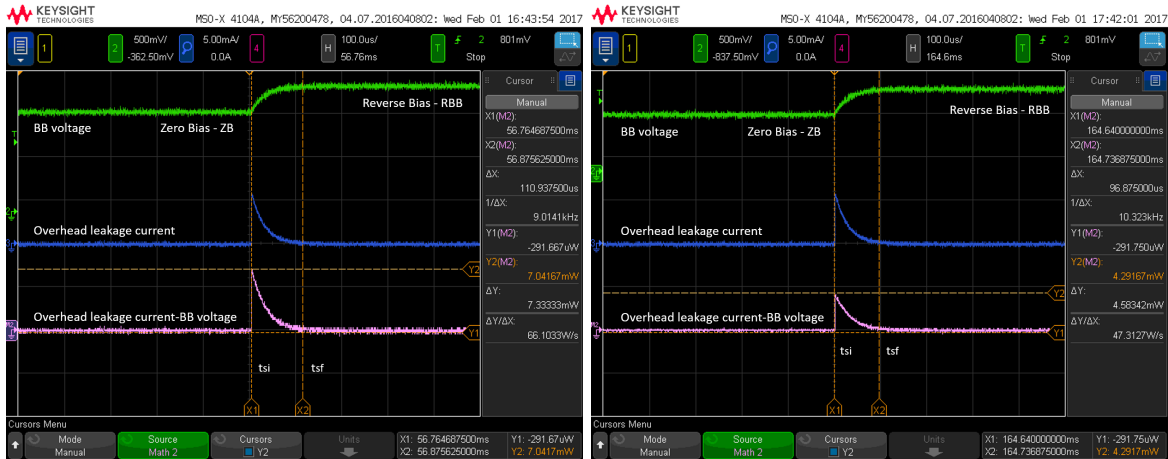 KEYSIGHT
TECHNOLOGIES
MSO-X 4104A, MY56200478, 04.07.2016040802: Wed Feb 01 16:43:54 2017
1
2
500mV/
-362.50mV
5.00mA/
0.0A
4
H
100.0us/
56.76ms
T
2
801mV
Stop
Reverse Bias - RBB
BB voltage
Zero Bias - ZB
Overhead leakage current
Overhead leakage current-BB voltage
tsi
tsf
X1
X2
Y2
Y1
Cursor
Manual
X1(M2):
56.764687500ms
X2(M2):
56.875625000ms
ΔX:
110.937500us
1/ΔX:
9.0141kHz
Y1(M2):
-291.667uW
Y2(M2):
7.04167mW
ΔY:
7.33333mW
ΔY/ΔX:
66.1033W/s
Cursors Menu
Mode
Manual
Source
Math 2
Cursors
Y2
Units
X1: 56.764687500ms
X2: 56.875625000ms
Y1: -291.67uW
Y2: 7.0417mW
KEYSIGHT
TECHNOLOGIES
MSO-X 4104A, MY56200478, 04.07.2016040802: Wed Feb 01 17:42:01 2017
1
2
500mV/
-837.50mV
5.00mA/
0.0A
4
H
100.0us/
164.6ms
T
2
801mV
Stop
Reverse Bias - RBB
BB voltage
Zero Bias - ZB
Overhead leakage current
Overhead leakage current-BB voltage
tsi
tsf
X1
X2
Y2
Y1
Cursor
Manual
X1(M2):
164.640000000ms
X2(M2):
164.736875000ms
ΔX:
96.875000us
1/ΔX:
10.323kHz
Y1(M2):
-291.750uW
Y2(M2):
4.29167mW
ΔY:
4.58342mW
ΔY/ΔX:
47.3127W/s
Cursors Menu
Mode
Manual
Source
Math 2
Cursors
Y2
Units
X1: 164.640000000ms
X2: 164.736875000ms
Y1: -291.75uW
Y2: 4.2917mW